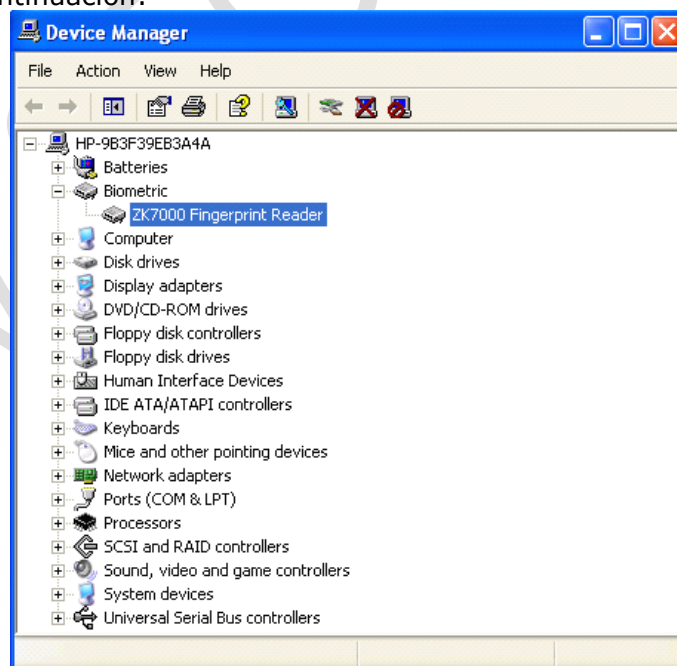 Device Manager
File Action View Help
HP-9B3F39EB3A4A
Batteries
Biometric
ZK7000 Fingerprint Reader
Computer
Disk drives
Display adapters
DVD/CD-ROM drives
Floppy disk controllers
Floppy disk drives
Human Interface Devices
IDE ATA/ATAPI controllers
Keyboards
Mice and other pointing devices
Network adapters
Ports (COM & LPT)
Processors
SCSI and RAID controllers
Sound, video and game controllers
System devices
Universal Serial Bus controllers